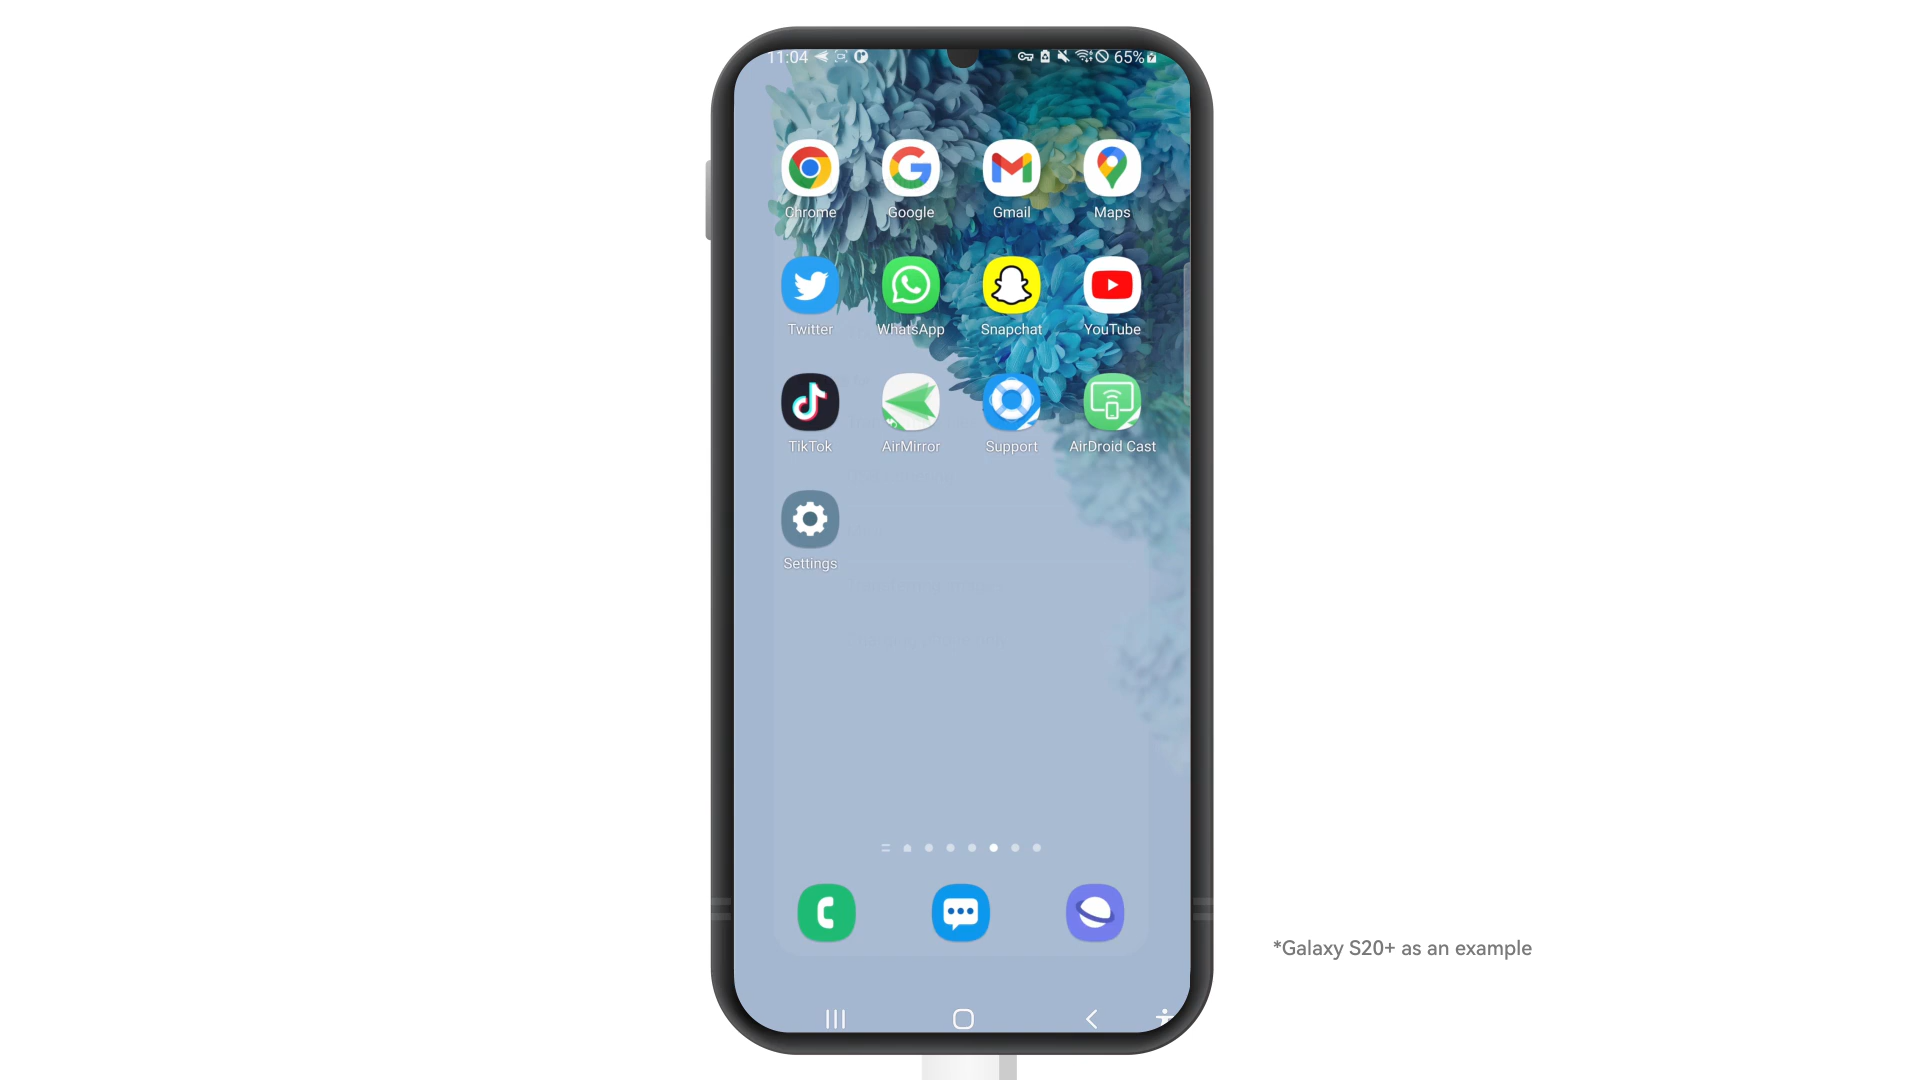 11:04
65%
Chrome Google Gmail Maps
Twitter WhatsApp Snapchat YouTube
TikTok AirMirror Support AirDroid Cast
Settings
*Galaxy S20+ as an example